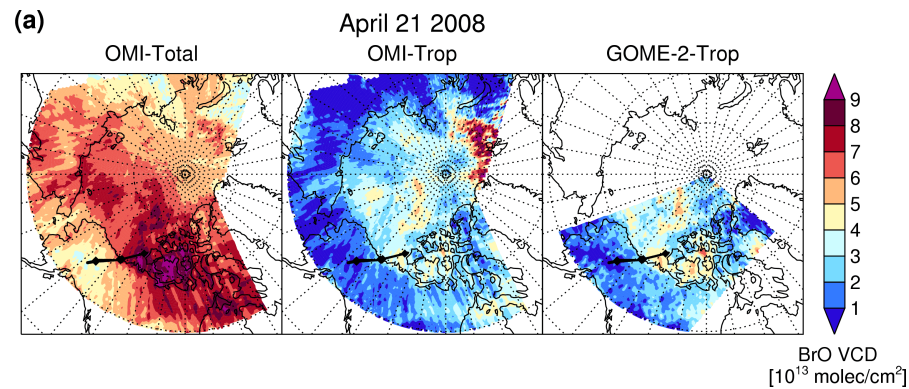 (a)
April 21 2008
OMI-Total
OMI-Trop
GOME-2-Trop
9
8
7
6
5
4
3
2
1
BrO VCD
[10¹³ molec/cm²]